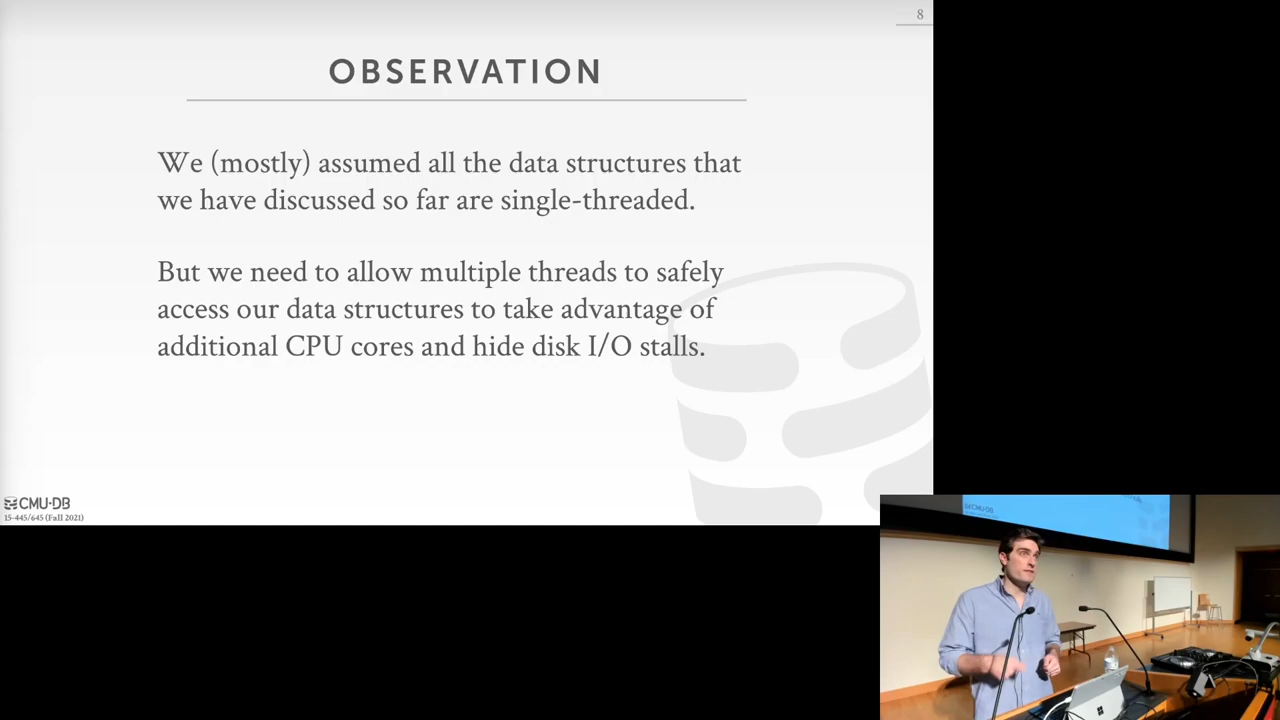 8
OBSERVATION
We (mostly) assumed all the data structures that
we have discussed so far are single-threaded.
But we need to allow multiple threads to safely
access our data structures to take advantage of
additional CPU cores and hide disk I/O stalls.
CMU·DB
15-445/645 (Fall 2021)